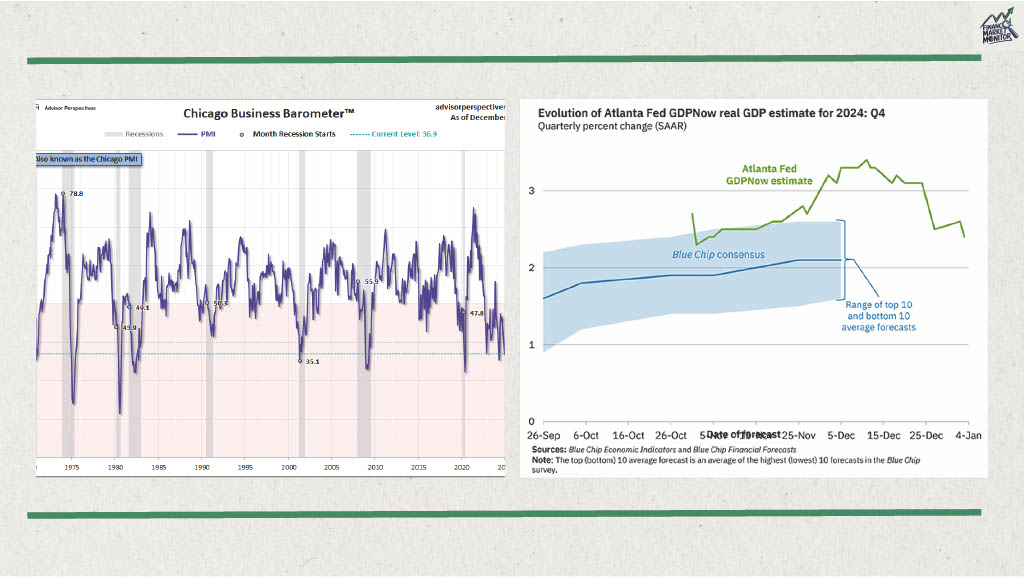 FINANCIAL
MARKET
MONITOR
Advisor Perspectives
Chicago Business Barometer™
advisorperspectives
As of December
Recessions
PMI
Month Recession Starts
Current Level: 36.9
Also known as the Chicago PMI
78.8
43.9
49.1
50.3
35.1
55.9
47.8
1975
1980
1985
1990
1995
2000
2005
2010
2015
2020
202
Evolution of Atlanta Fed GDPNow real GDP estimate for 2024: Q4
Quarterly percent change (SAAR)
Atlanta Fed
GDPNow estimate
Blue Chip consensus
Range of top 10
and bottom 10
average forecasts
3
2
1
0
26-Sep
6-Oct
16-Oct
26-Oct
5-Nov
15-Nov
25-Nov
5-Dec
15-Dec
25-Dec
4-Jan
Date of forecast
Sources: Blue Chip Economic Indicators and Blue Chip Financial Forecasts
Note: The top (bottom) 10 average forecast is an average of the highest (lowest) 10 forecasts in the Blue Chip
survey.